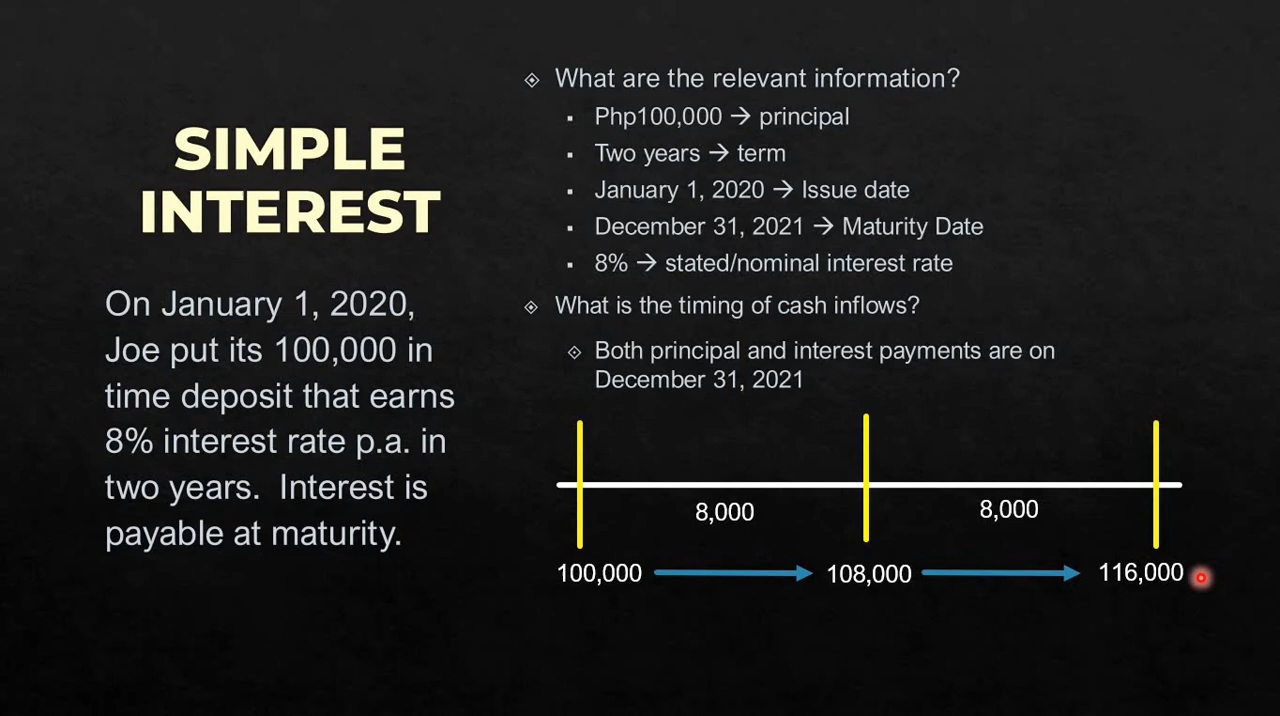 SIMPLE
INTEREST
On January 1, 2020,
Joe put its 100,000 in
time deposit that earns
8% interest rate p.a. in
two years.  Interest is
payable at maturity.
What are the relevant information?
Php100,000 → principal
Two years → term
January 1, 2020 → Issue date
December 31, 2021 → Maturity Date
8% → stated/nominal interest rate
What is the timing of cash inflows?
Both principal and interest payments are on
December 31, 2021
8,000 8,000
100,000 108,000 116,000